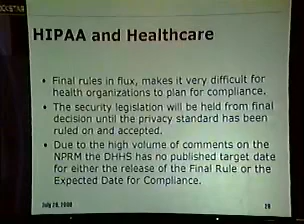 HIPAA and Healthcare
• Final rules in flux, makes it very difficult for
health organizations to plan for compliance.
• The security legislation will be held from final
decision until the privacy standard has been
ruled on and accepted.
• Due to the high volume of comments on the
NPRM the DHHS has no published target date
for either the release of the Final Rule or the
Expected Date for Compliance.
July 28, 2000